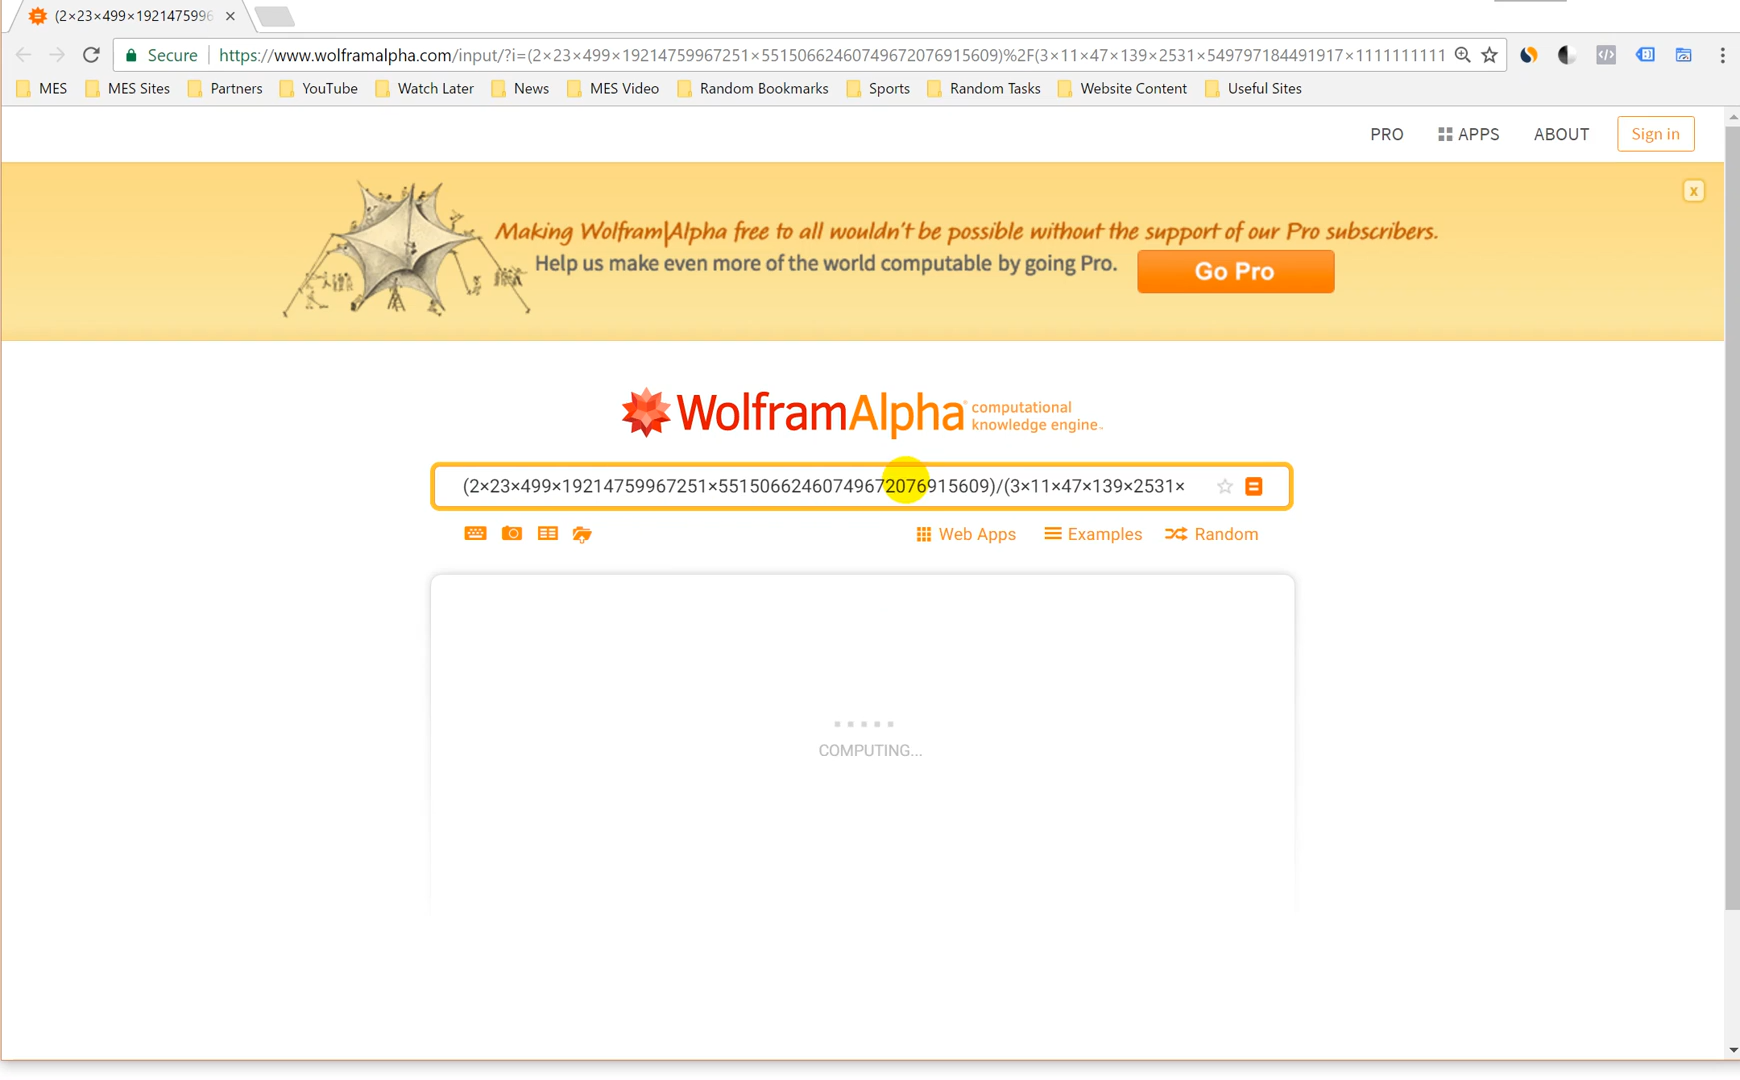 (2×23×499×1921475996
Secure https://www.wolframalpha.com/input/?i=(2×23×499×19214759967251×55150662460749672076915609)%2F(3×11×47×139×2531×549797184491917×1111111111
MES MES Sites Partners YouTube Watch Later News MES Video Random Bookmarks Sports Random Tasks Website Content Useful Sites
PRO APPS ABOUT Sign in
x
Making Wolfram|Alpha free to all wouldn't be possible without the support of our Pro subscribers.
Help us make even more of the world computable by going Pro. Go Pro
WolframAlpha computational
knowledge engine™
(2×23×499×19214759967251×55150662460749672076915609)/(3×11×47×139×2531×
Web Apps Examples Random
COMPUTING...